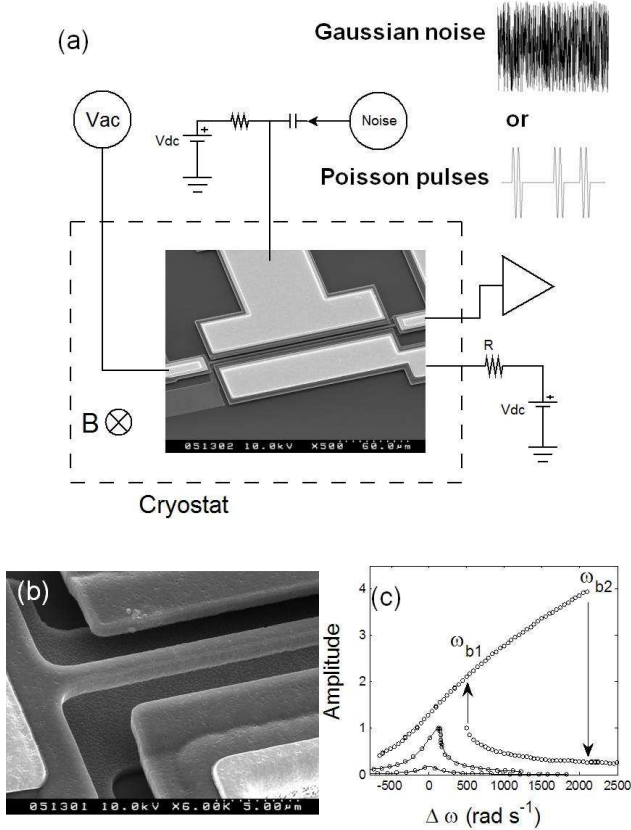 (a)
Gaussian noise
or
Poisson pulses
Vac
Vdc
+
Noise
B
R
+
Vdc
051302 10.0kV X500 60.0µm
Cryostat
(b)
051301 10.0kV X6.00K 5.00µm
(c)
ω b2
ω b1
Amplitude
4
3
2
1
0
-500 0 500 1000 1500 2000 2500
Δ ω (rad s-1)